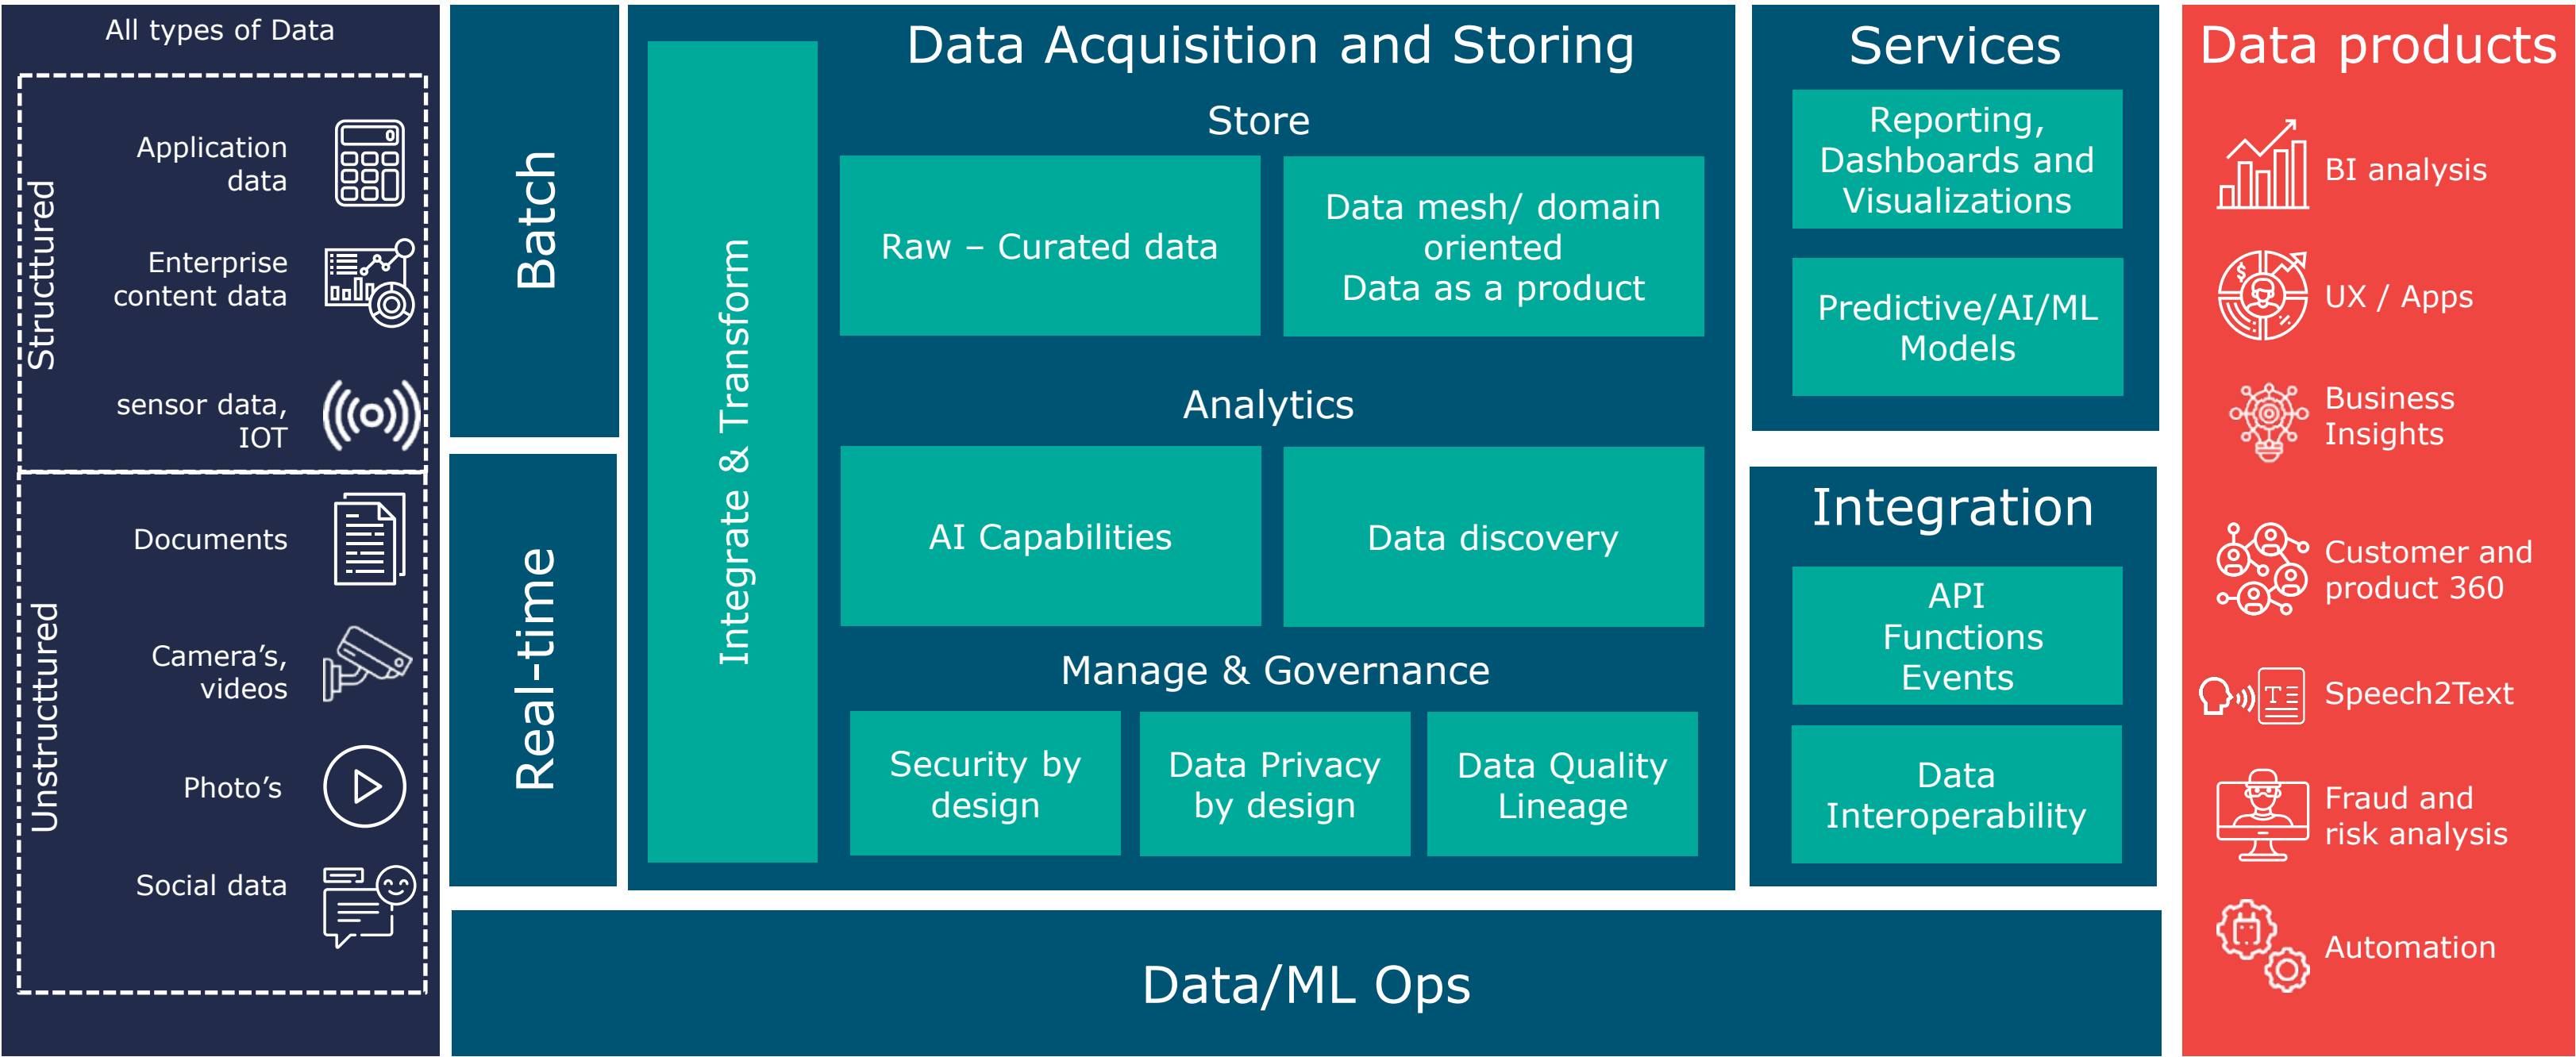 All types of Data
Structtured
Application
data
Enterprise
content data
sensor data,
IOT
Unstructtured
Documents
Camera’s,
videos
Photo’s
Social data
Batch
Real-time
Data Acquisition and Storing
Integrate & Transform
Store
Raw – Curated data
Data mesh/ domain
oriented
Data as a product
Analytics
AI Capabilities
Data discovery
Manage & Governance
Security by
design
Data Privacy
by design
Data Quality
Lineage
Services
Reporting,
Dashboards and
Visualizations
Predictive/AI/ML
Models
Integration
API
Functions
Events
Data
Interoperability
Data/ML Ops
Data products
BI analysis
UX / Apps
Business
Insights
Customer and
product 360
Speech2Text
Fraud and
risk analysis
Automation